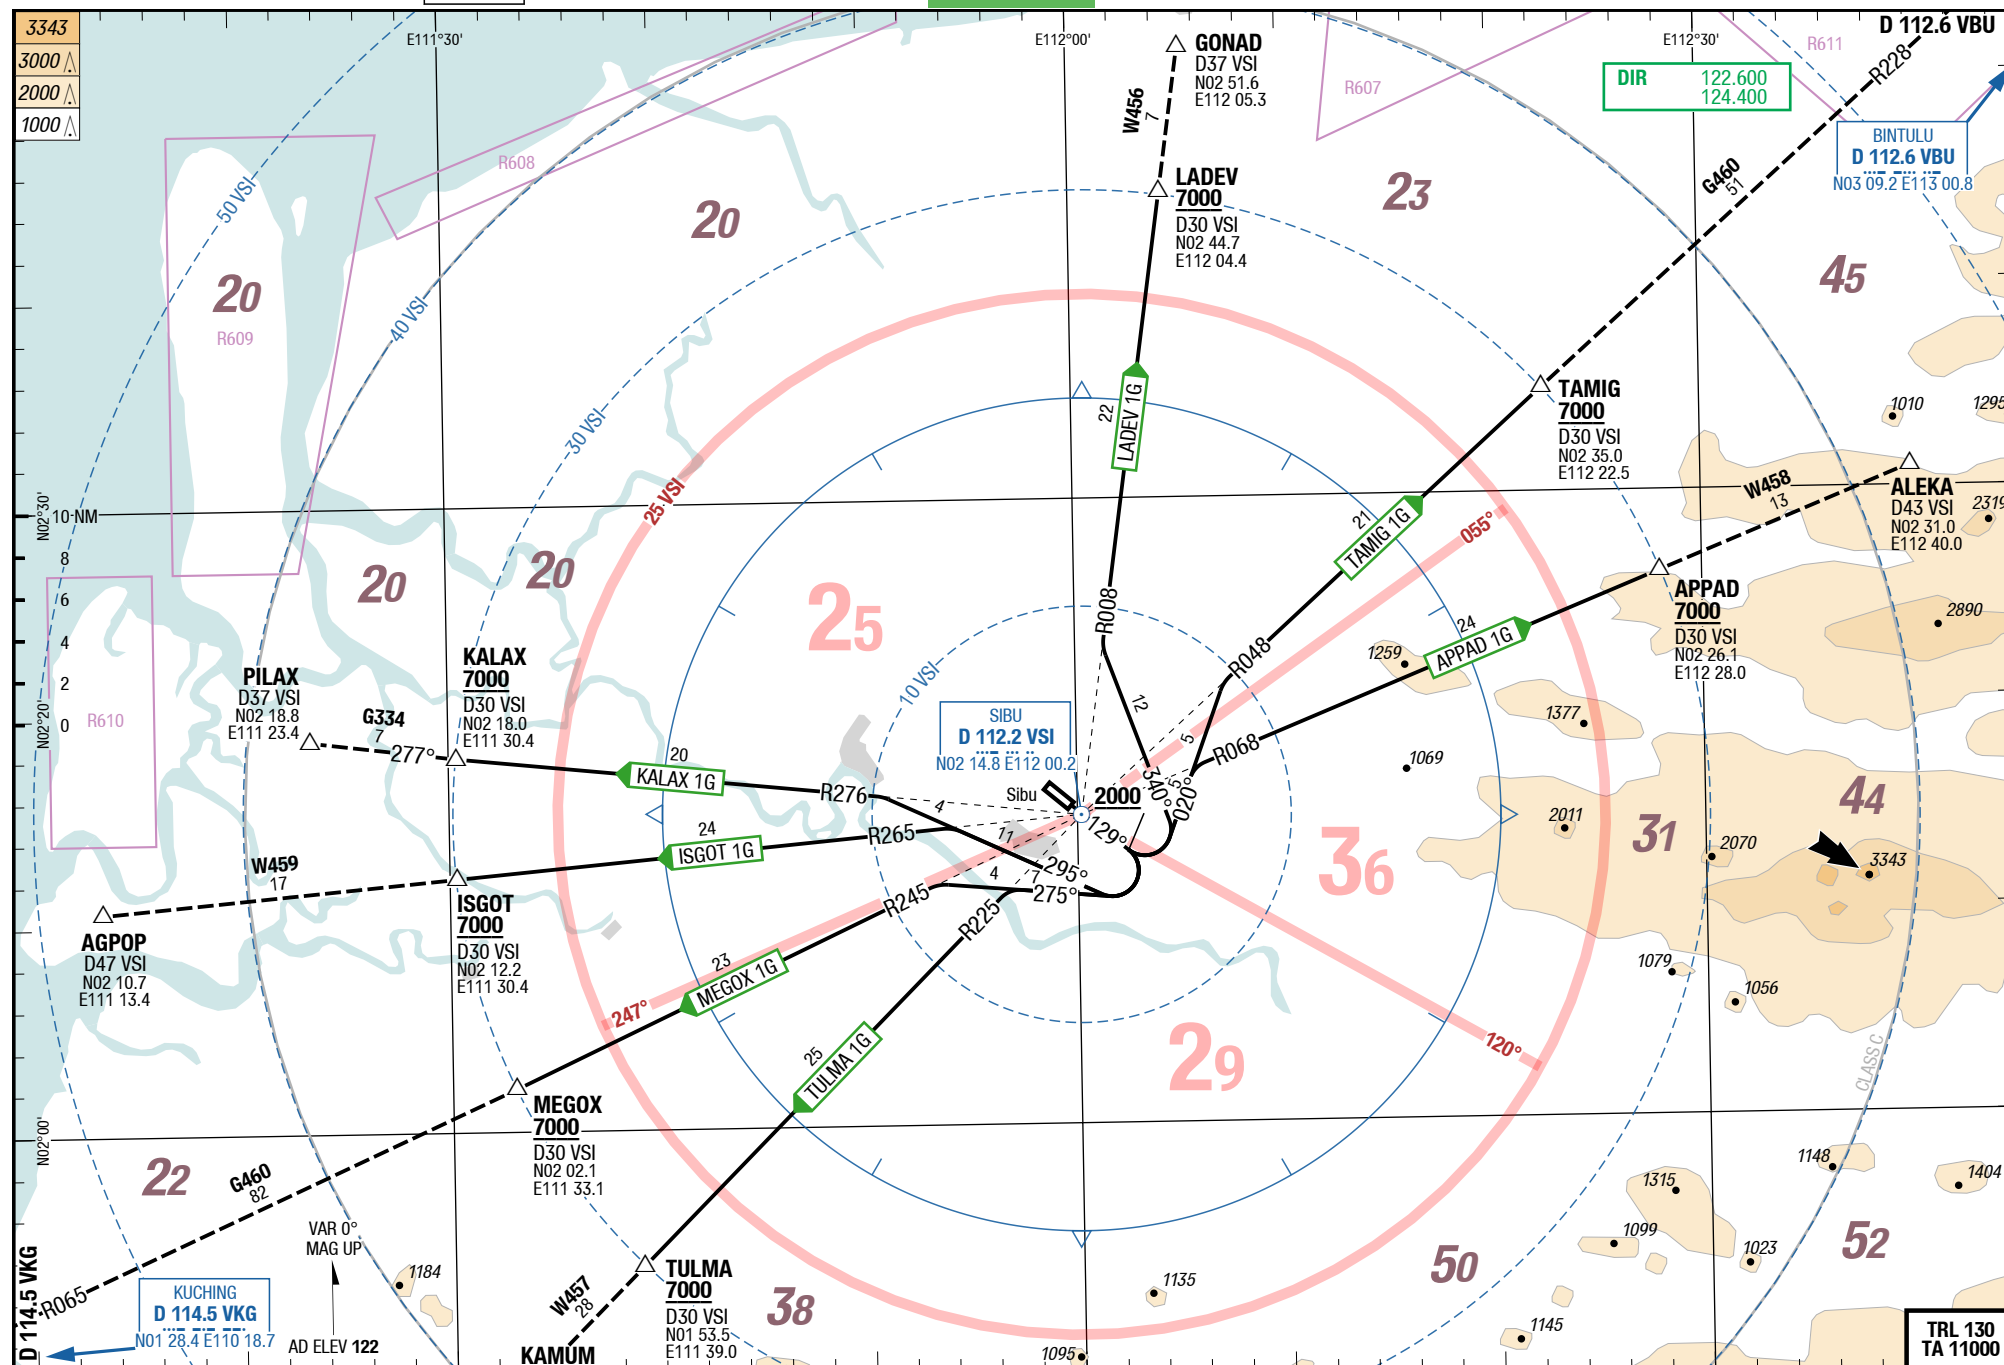 3343
3000
2000
1000
E111°30'
E112°00'
E112°30'
D 112.6 VBU
R228
R611
DIR 122.600
124.400
BINTULU
D 112.6 VBU
N03 09.2 E113 00.8
GONAD
D37 VSI
N02 51.6
E112 05.3
W456
7
R607
R608
LADEV
7000
D30 VSI
N02 44.7
E112 04.4
23
G460
51
50 VSI
20
20
R609
40 VSI
45
30 VSI
22
LADEV 1G
TAMIG
7000
D30 VSI
N02 35.0
E112 22.5
1010
1295
25 VSI
W458
13
ALEKA
D43 VSI
N02 31.0
E112 40.0
2319
N02°30'
10 NM
8
6
4
2
0
N02°20'
21
TAMIG 1G
055°
20
20
25
R008
24
APPAD 1G
APPAD
7000
D30 VSI
N02 26.1
E112 28.0
2890
1259
R048
KALAX
7000
D30 VSI
N02 18.0
E111 30.4
PILAX
D37 VSI
N02 18.8
E111 23.4
G334
7
277°
R610
10 VSI
12
5
R068
1377
1069
SIBU
D 112.2 VSI
N02 14.8 E112 00.2
20
KALAX 1G
R276
4
Sibu
2000
340°
5
020°
129°
2011
31
2070
44
3343
24
ISGOT 1G
R265
11
36
W459
17
ISGOT
7000
D30 VSI
N02 12.2
E111 30.4
AGPOP
D47 VSI
N02 10.7
E111 13.4
295°
4
7
275°
R245
R225
23
MEGOX 1G
247°
1079
1056
120°
29
25
TULMA 1G
CLASS C
MEGOX
7000
D30 VSI
N02 02.1
E111 33.1
N02°00'
22
G460
82
1148
1404
1315
1099
1023
52
50
VAR 0°
MAG UP
1184
TULMA
7000
D30 VSI
N01 53.5
E111 39.0
W457
28
KAMUM
38
1135
1145
1095
D 114.5 VKG
R065
KUCHING
D 114.5 VKG
N01 28.4 E110 18.7
AD ELEV 122
TRL 130
TA 11000